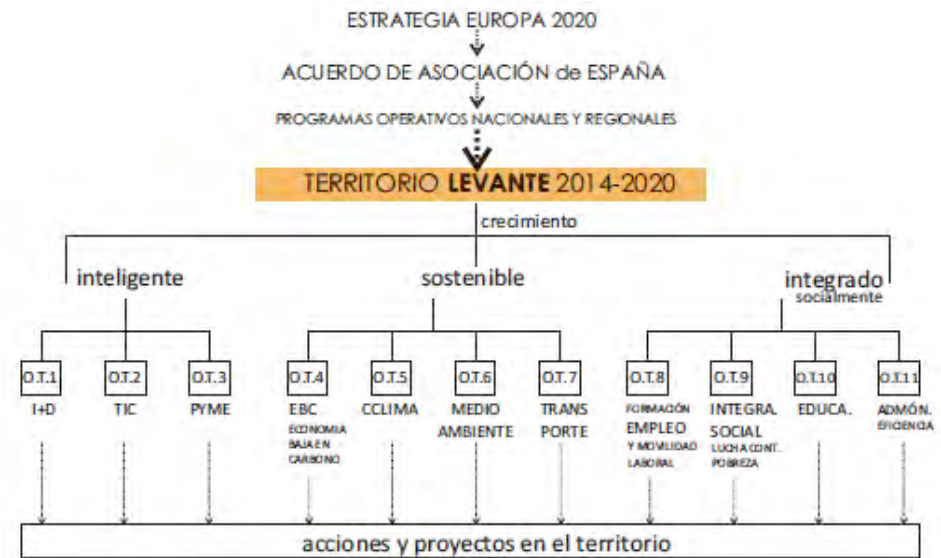 ESTRATEGIA EUROPA 2020
ACUERDO DE ASOCIACIÓN de ESPAÑA
PROGRAMAS OPERATIVOS NACIONALES Y REGIONALES
TERRITORIO LEVANTE 2014-2020
crecimiento
inteligente
sostenible
integrado
socialmente
O.T.1
I+D
O.T.2
TIC
O.T.3
PYME
O.T.4
EBC
ECONOMIA
BAJA EN
CARBONO
O.T.5
CCLIMA
O.T.6
MEDIO
AMBIENTE
O.T.7
TRANS
PORTE
O.T.8
FORMACIÓN
EMPLEO
Y MOVILIDAD
LABORAL
O.T.9
INTEGRA.
SOCIAL
LUCHA CONT.
POBREZA
O.T.10
EDUCA.
O.T.11
ADMÓN.
EFICIENCIA
acciones y proyectos en el territorio